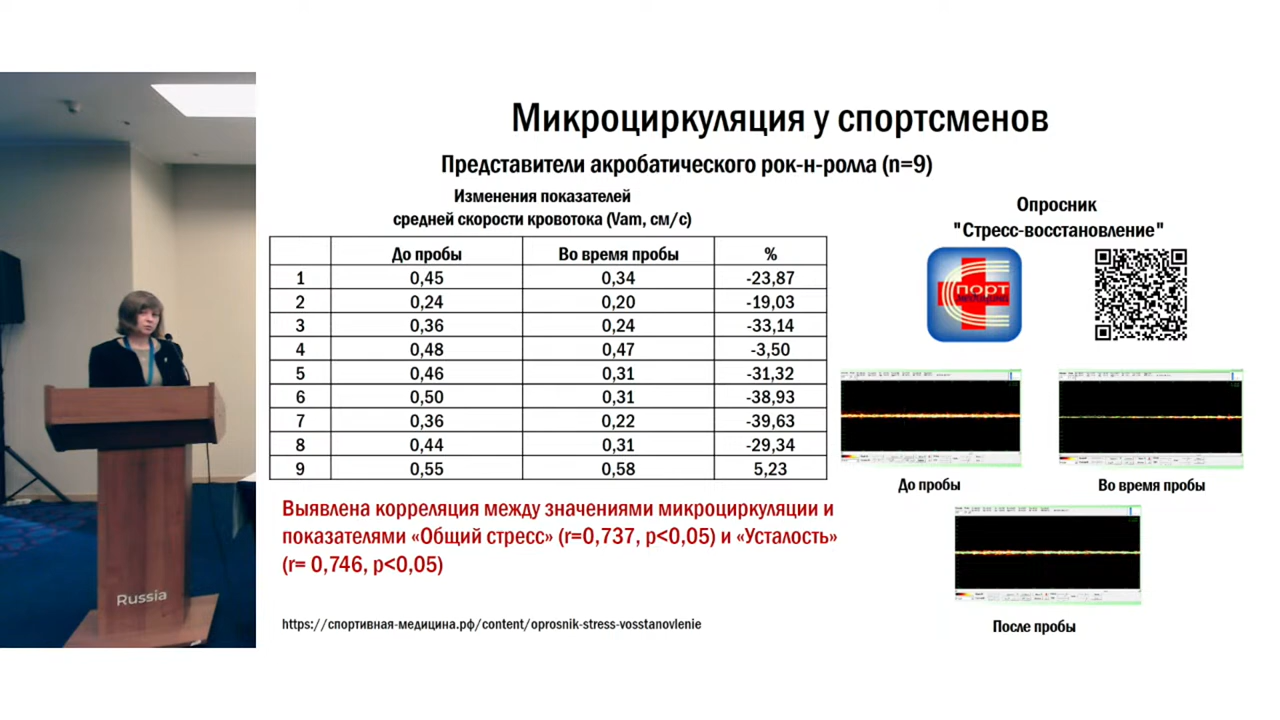 Микроциркуляция у спортсменов
Представители акробатического рок-н-ролла (n=9)
Изменения показателей
средней скорости кровотока (Vam, см/с)
До пробы Во время пробы %
1 0,45 0,34 -23,87
2 0,24 0,20 -19,03
3 0,36 0,24 -33,14
4 0,48 0,47 -3,50
5 0,46 0,31 -31,32
6 0,50 0,31 -38,93
7 0,36 0,22 -39,63
8 0,44 0,31 -29,34
9 0,55 0,58 5,23
Выявлена корреляция между значениями микроциркуляции и
показателями «Общий стресс» (r=0,737, p<0,05) и «Усталость»
(r= 0,746, p<0,05)
https://спортивная-медицина.рф/content/oprosnik-stress-vosstanovlenie
Опросник
"Стресс-восстановление"
Спорт
медицина
До пробы
Во время пробы
После пробы
Russia